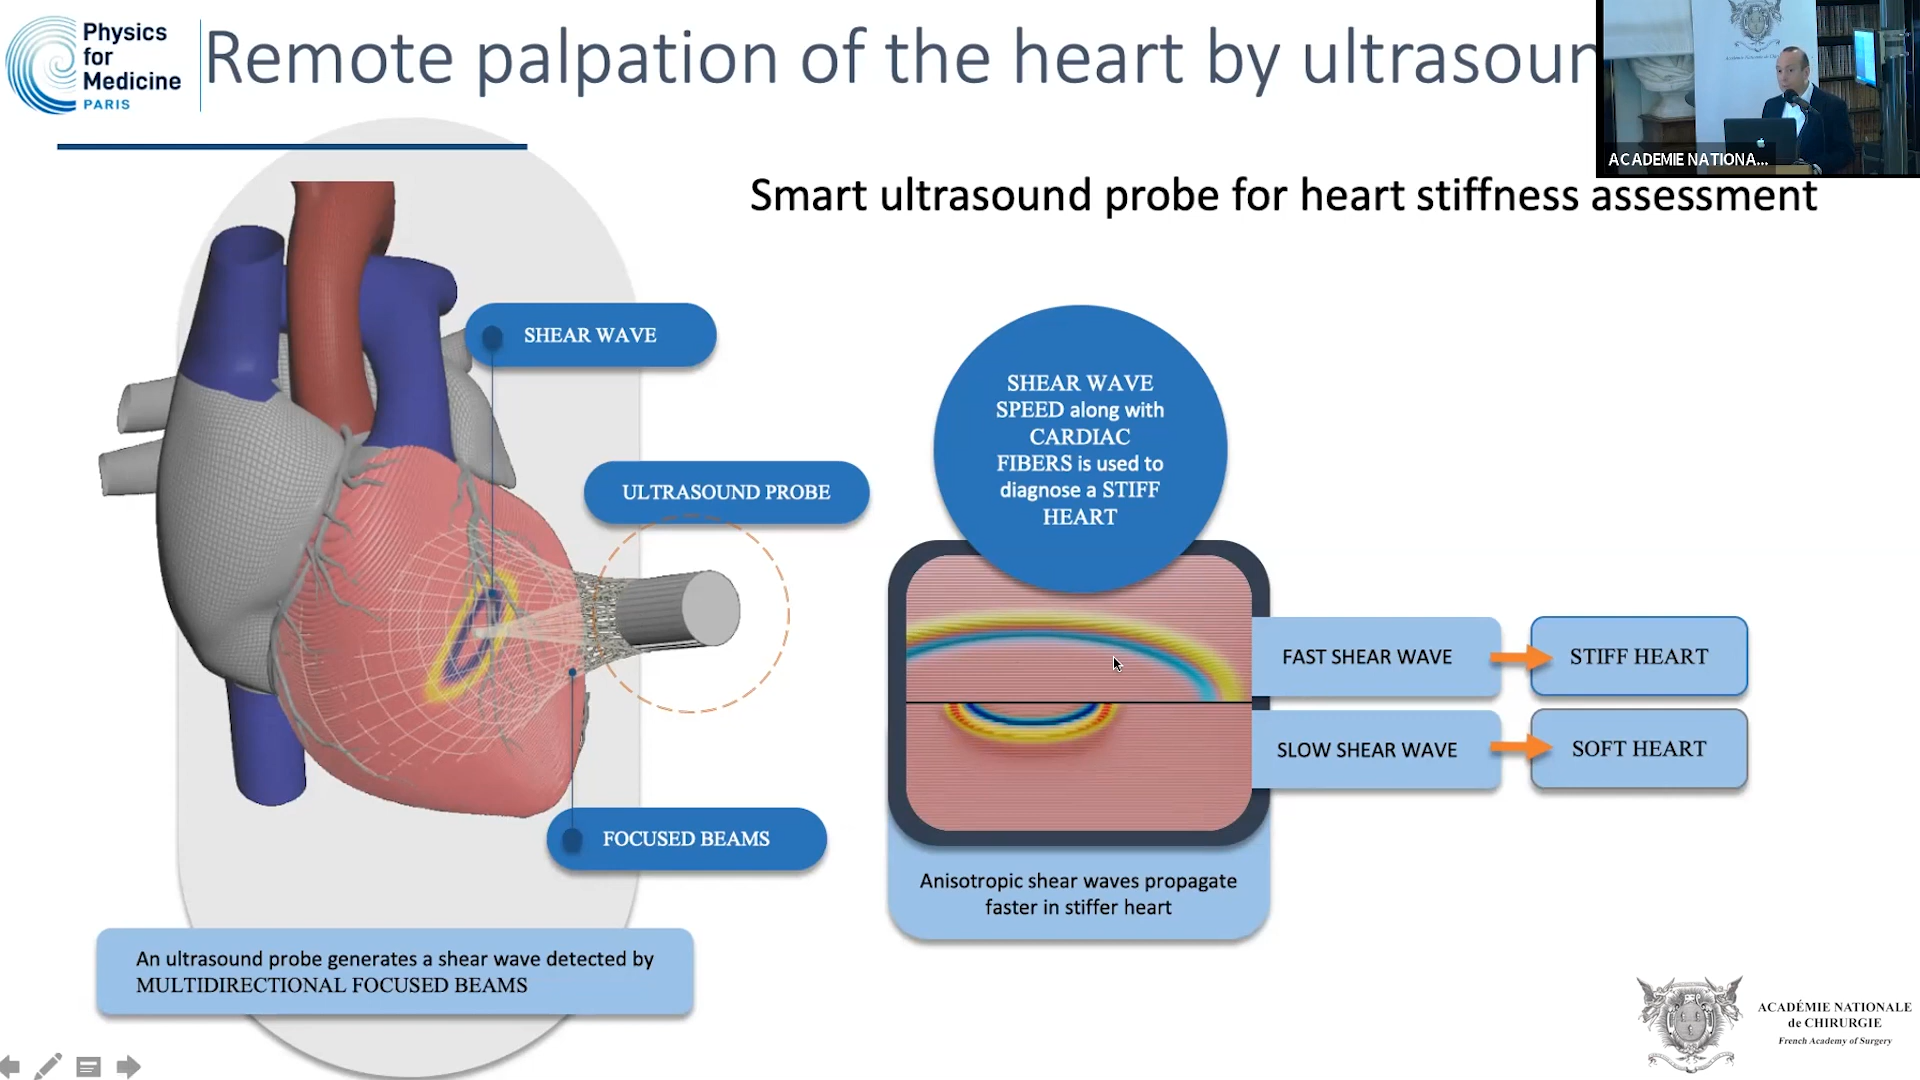 Physics
for
Medicine
PARIS
Remote palpation of the heart by ultrasoun
ACADEMIE NATIONA...
Smart ultrasound probe for heart stiffness assessment
SHEAR WAVE
ULTRASOUND PROBE
FOCUSED BEAMS
An ultrasound probe generates a shear wave detected by
MULTIDIRECTIONAL FOCUSED BEAMS
SHEAR WAVE
SPEED along with
CARDIAC
FIBERS is used to
diagnose a STIFF
HEART
FAST SHEAR WAVE
STIFF HEART
SLOW SHEAR WAVE
SOFT HEART
Anisotropic shear waves propagate
faster in stiffer heart
ACADÉMIE NATIONALE
de CHIRURGIE
French Academy of Surgery